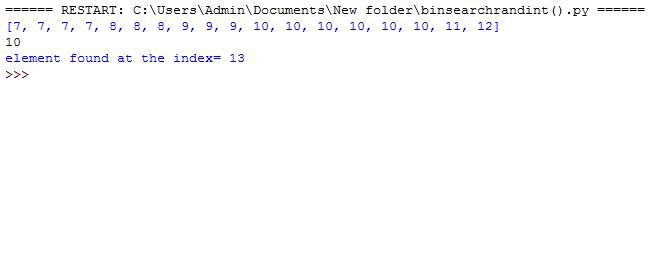 ====== RESTART: C:\Users\Admin\Documents\New folder\binsearchrandint().py ======
[7, 7, 7, 7, 8, 8, 8, 9, 9, 9, 10, 10, 10, 10, 10, 10, 11, 12]
10
element found at the index= 13
>>>